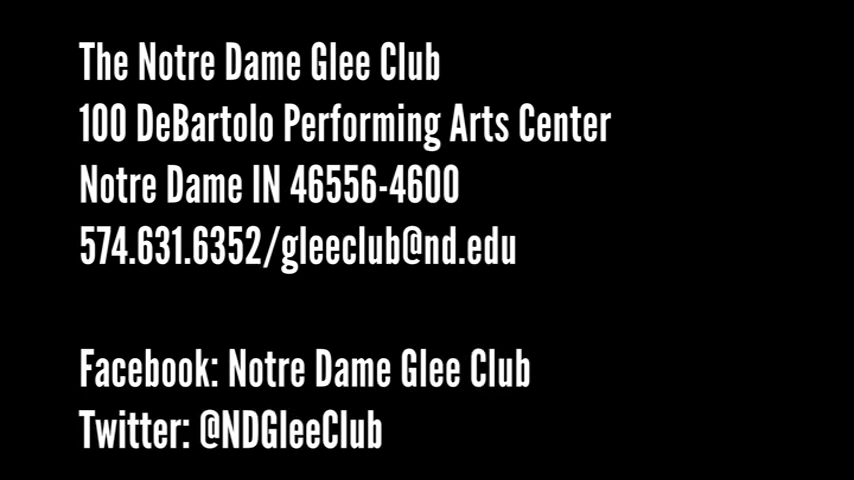 The Notre Dame Glee Club
100 DeBartolo Performing Arts Center
Notre Dame IN 46556-4600
574.631.6352/gleeclub@nd.edu
Facebook: Notre Dame Glee Club
Twitter: @NDGleeClub